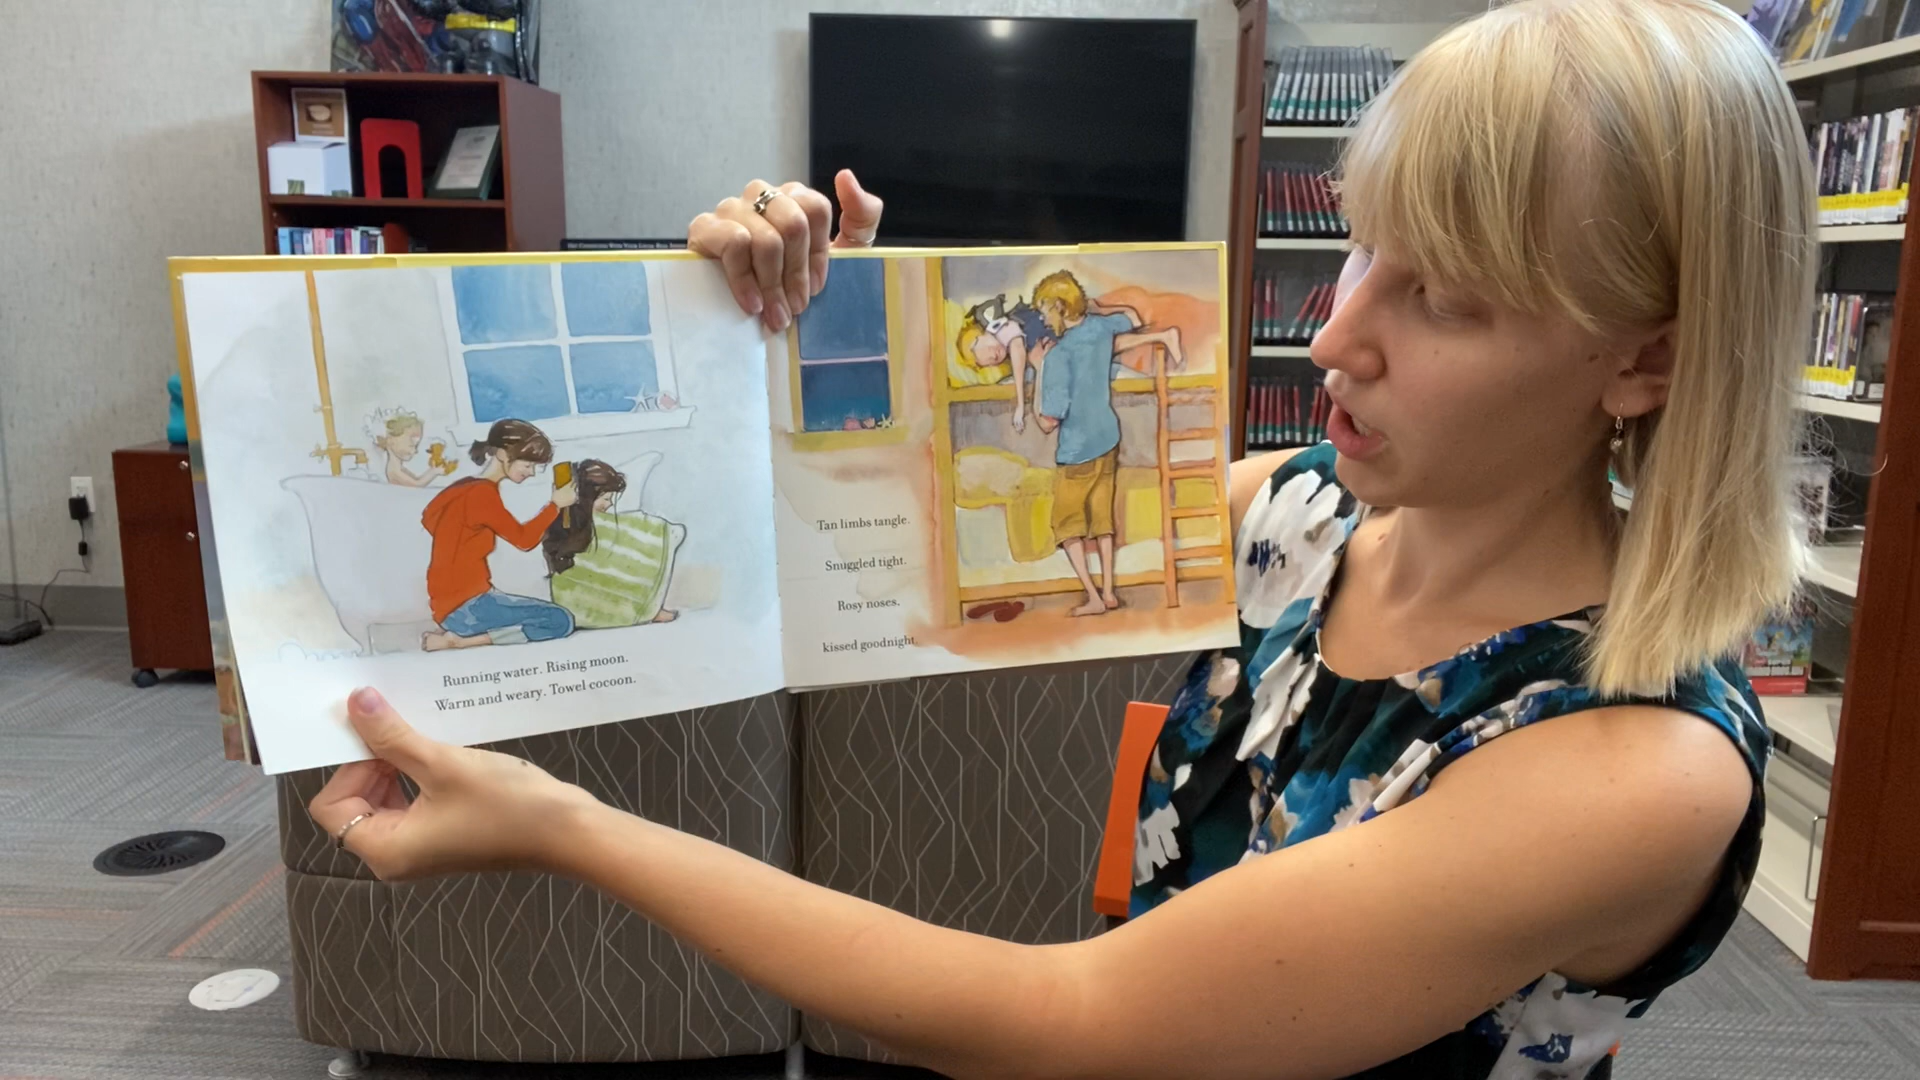 Running water. Rising moon.
Warm and weary. Towel cocoon.
Tan limbs tangle.
Snuggled tight.
Rosy noses,
kissed goodnight.